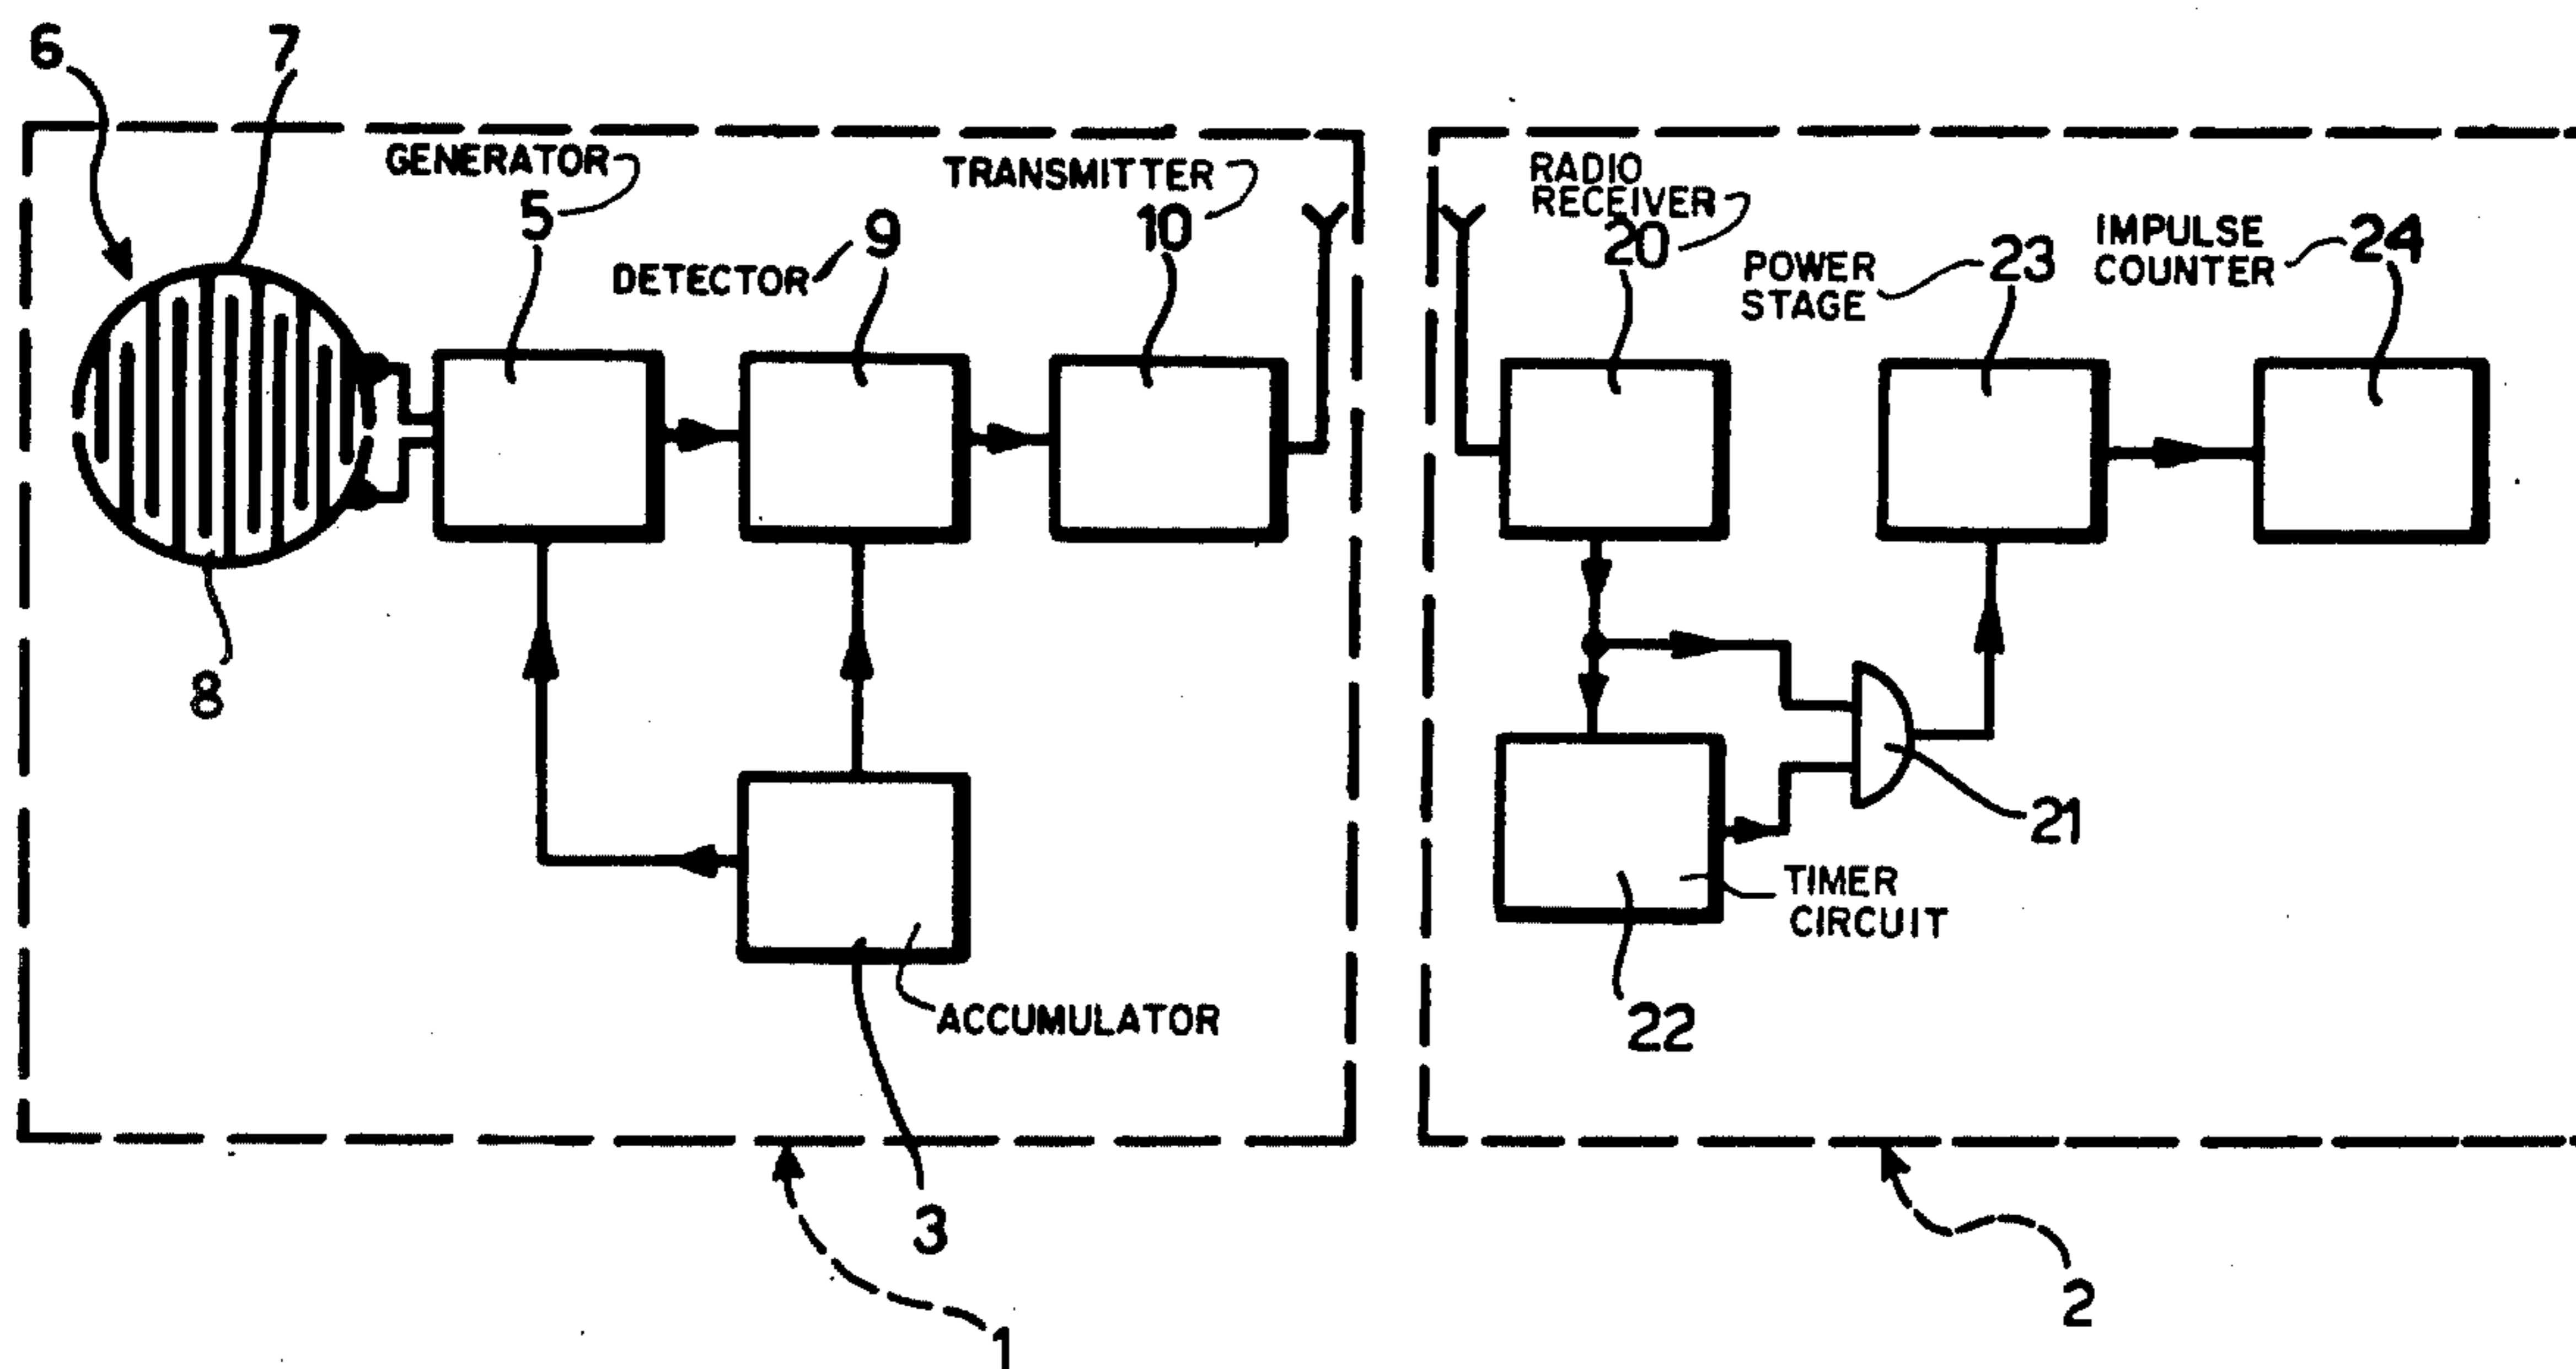 6
7
GENERATOR
5
DETECTOR
9
TRANSMITTER
10
8
ACCUMULATOR
3
1
RADIO
RECEIVER
20
POWER
STAGE
23
IMPULSE
COUNTER
24
21
TIMER
CIRCUIT
22
2